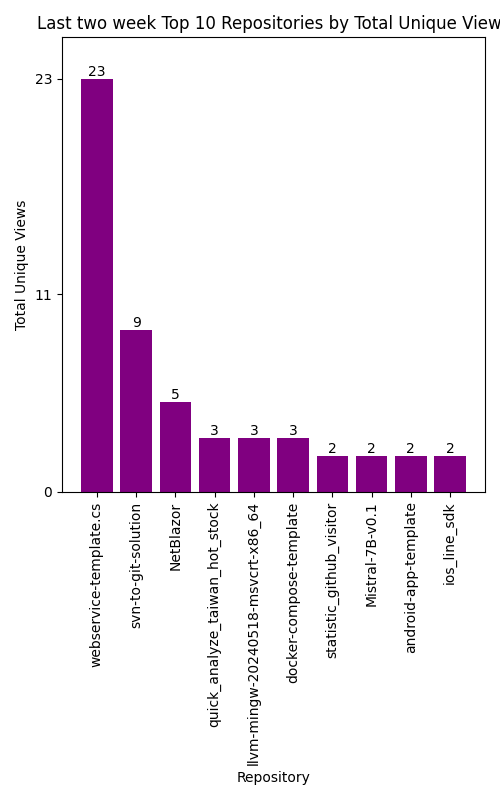 Last two week Top 10 Repositories by Total Unique View
Total Unique Views
23
11
0
23
9
5
3
3
3
2
2
2
2
webservice-template.cs
svn-to-git-solution
NetBlazor
quick_analyze_taiwan_hot_stock
llvm-mingw-20240518-msvcrt-x86_64
docker-compose-template
statistic_github_visitor
Mistral-7B-v0.1
android-app-template
ios_line_sdk
Repository